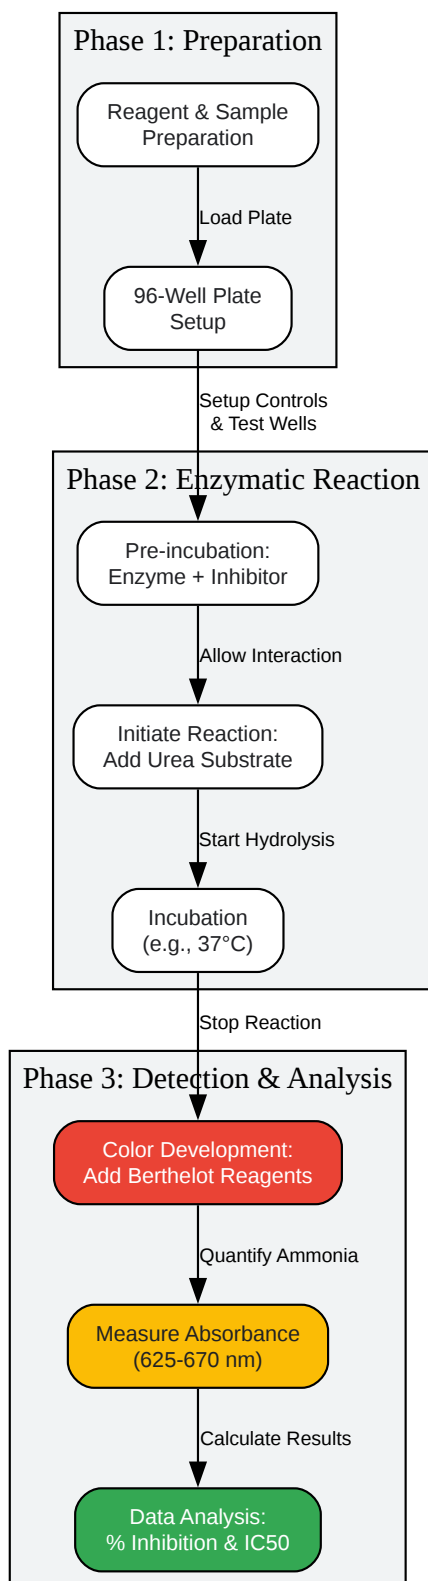 Phase 1: Preparation
Reagent & Sample
Preparation
Load Plate
96-Well Plate
Setup
Setup Controls
& Test Wells
Phase 2: Enzymatic Reaction
Pre-incubation:
Enzyme + Inhibitor
Allow Interaction
Initiate Reaction:
Add Urea Substrate
Start Hydrolysis
Incubation
(e.g., 37°C)
Stop Reaction
Phase 3: Detection & Analysis
Color Development:
Add Berthelot Reagents
Quantify Ammonia
Measure Absorbance
(625-670 nm)
Calculate Results
Data Analysis:
% Inhibition & IC50